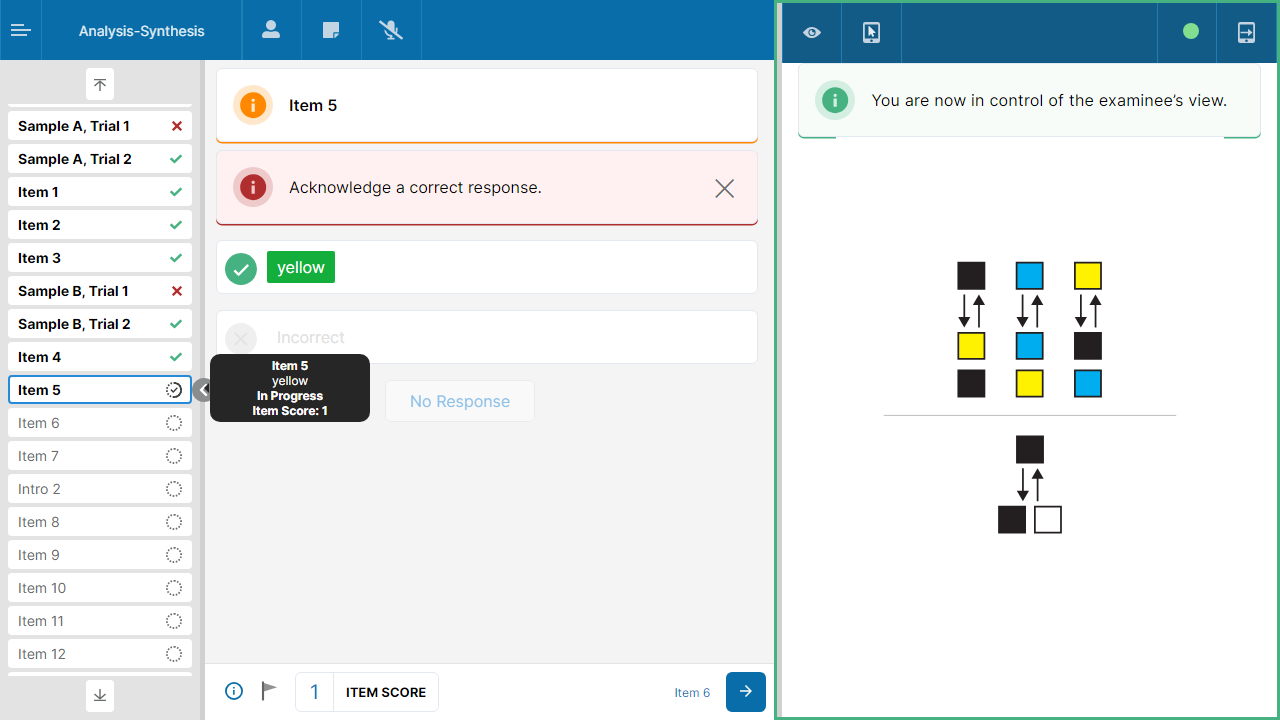 Analysis-Synthesis
Sample A, Trial 1
Sample A, Trial 2
Item 1
Item 2
Item 3
Sample B, Trial 1
Sample B, Trial 2
Item 4
Item 5
Item 6
Item 7
Intro 2
Item 8
Item 9
Item 10
Item 11
Item 12
Item 5
Acknowledge a correct response.
yellow
Incorrect
Item 5
yellow
In Progress
Item Score: 1
No Response
1 ITEM SCORE
Item 6
You are now in control of the examinee’s view.